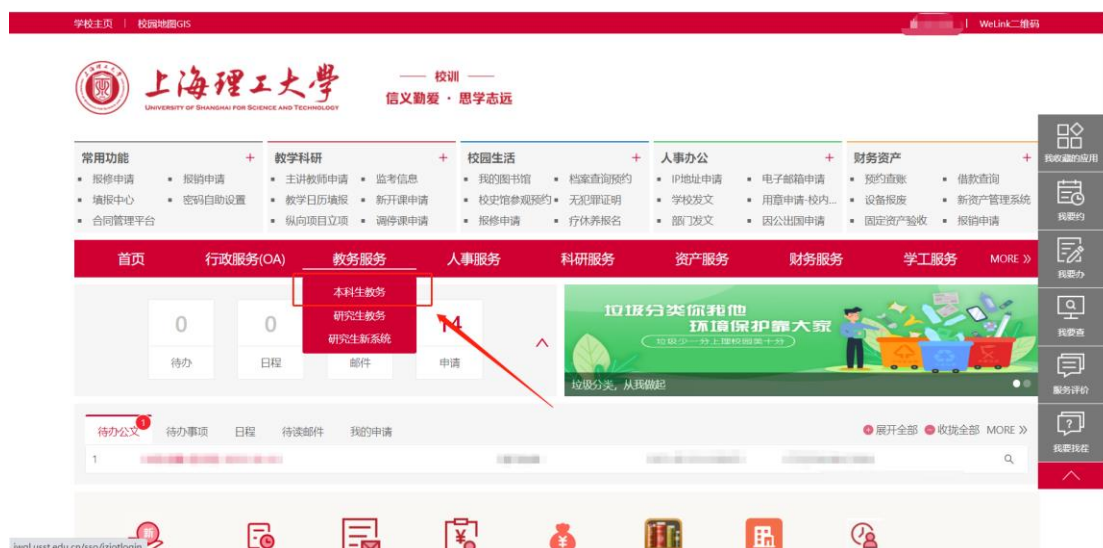 学校主页 | 校园地图GIS
WeLink二维码
上海理工大學
UNIVERSITY OF SHANGHAI FOR SCIENCE AND TECHNOLOGY
校训
信义勤爱 · 思学志远
常用功能 +
报修申请 报销申请
填报中心 密码自助设置
合同管理平台
教学科研 +
主讲教师申请 监考信息
教学日历填报 新开课申请
纵向项目立项 调停课申请
校园生活 +
我的图书馆 档案查询预约
校史馆参观预约 无犯罪证明
报修申请 疗休养报名
人事办公 +
IP地址申请 电子邮箱申请
学校发文 用章申请-校内...
部门发文 因公出国申请
财务资产 +
预约查账 借款查询
设备报废 新资产管理系统
固定资产验收 报销申请
首页 行政服务(OA) 教务服务 人事服务 科研服务 资产服务 财务服务 学工服务 MORE »
本科生教务
研究生教务
研究生新系统
0 0 14
待办 日程 邮件 申请
垃圾分类你我他
环境保护靠大家
垃圾少一分上理校园美十分
垃圾分类，从我做起
待办公文 1 待办事项 日程 待读邮件 我的申请
展开全部 收拢全部 MORE »
1
我收藏的应用
我要约
我要办
我要查
服务评价
我要找茬
新
jwgl.usst.edu.cn/sso/jziotlogin